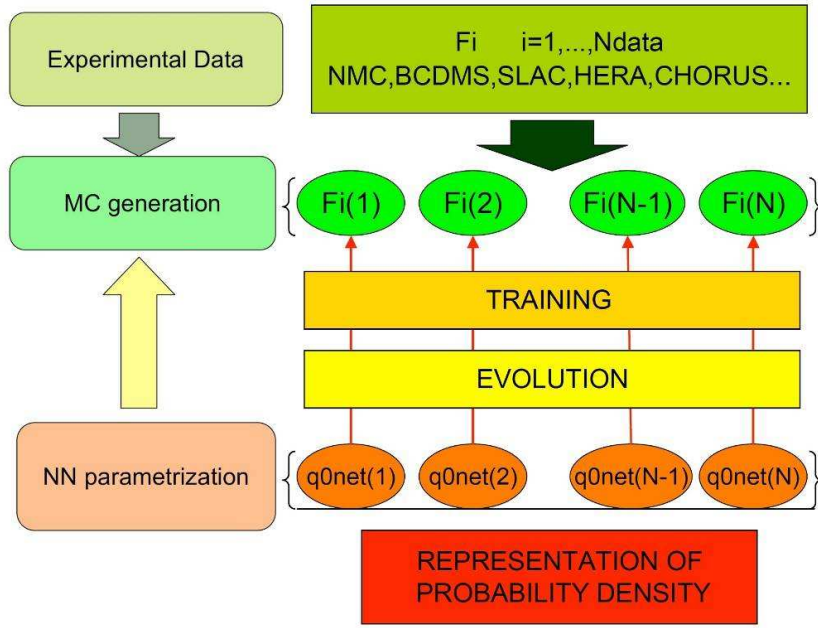 Experimental Data
Fi i=1,...,Ndata
NMC,BCDMS,SLAC,HERA,CHORUS...
MC generation
Fi(1) Fi(2) Fi(N-1) Fi(N)
TRAINING
EVOLUTION
NN parametrization
q0net(1) q0net(2) q0net(N-1) q0net(N)
REPRESENTATION OF
PROBABILITY DENSITY